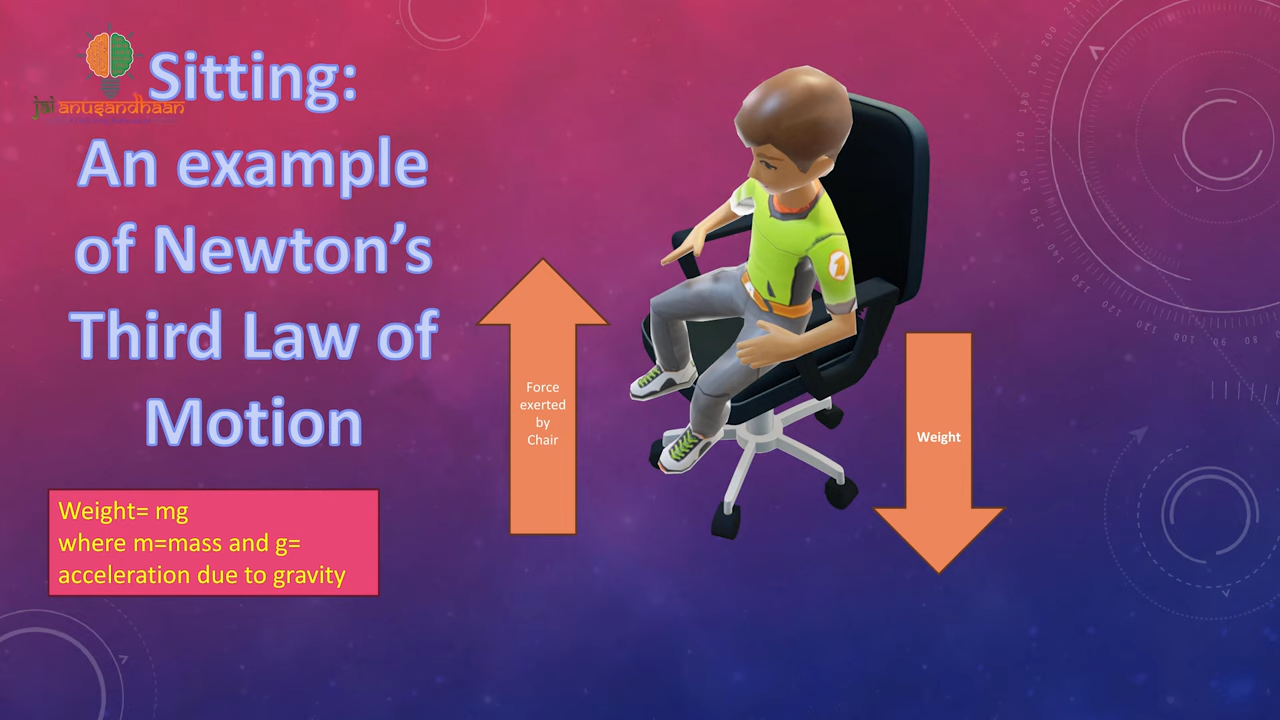 jai anusandhaan
Sitting:
An example
of Newton’s
Third Law of
Motion
Weight= mg
where m=mass and g=
acceleration due to gravity
Force
exerted
by
Chair
Weight
1